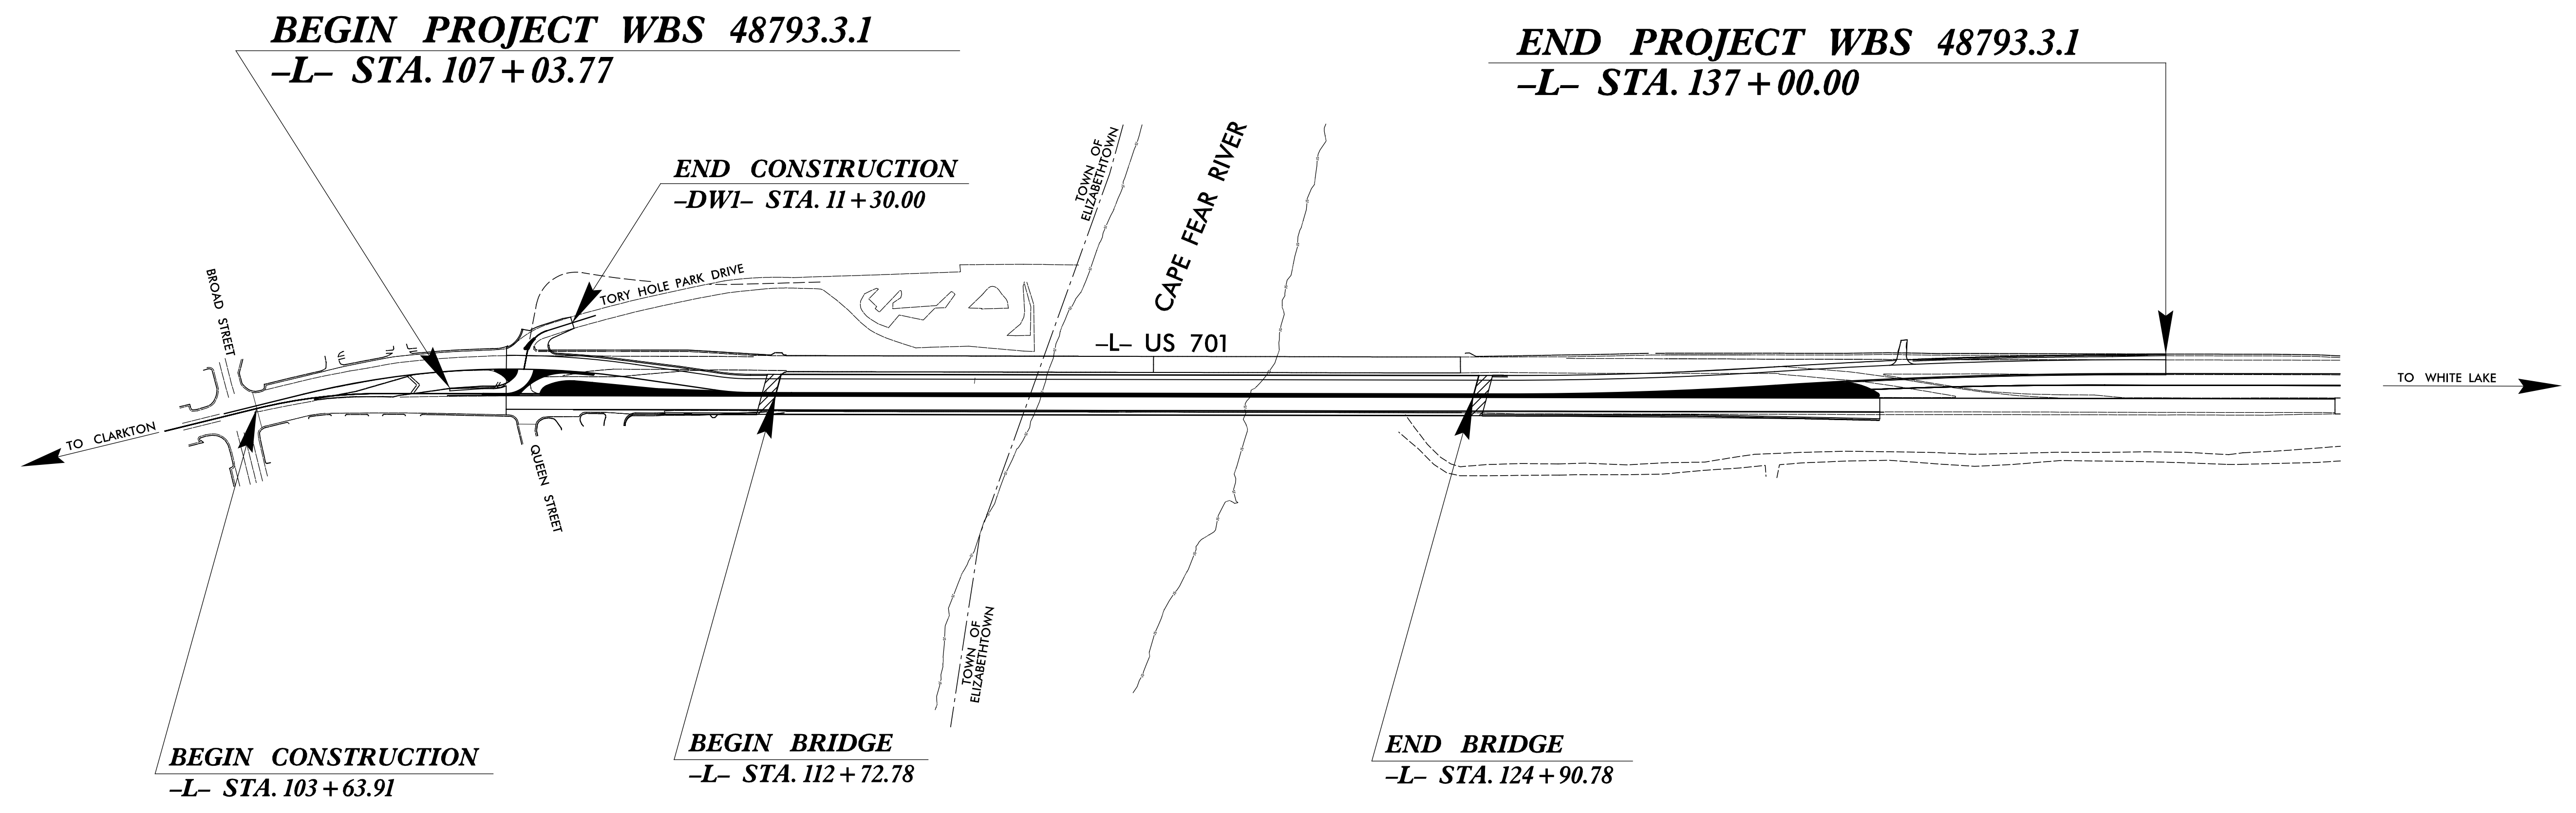 BEGIN PROJECT WBS 48793.3.1
–L– STA. 107+03.77
END PROJECT WBS 48793.3.1
–L– STA. 137+00.00
END CONSTRUCTION
–DW1– STA. 11+30.00
TOWN OF
ELIZABETHTOWN
CAPE FEAR RIVER
BROAD STREET
TORY HOLE PARK DRIVE
–L– US 701
TO WHITE LAKE
TO CLARKTON
QUEEN STREET
TOWN OF
ELIZABETHTOWN
BEGIN CONSTRUCTION
–L– STA. 103+63.91
BEGIN BRIDGE
–L– STA. 112+72.78
END BRIDGE
–L– STA. 124+90.78